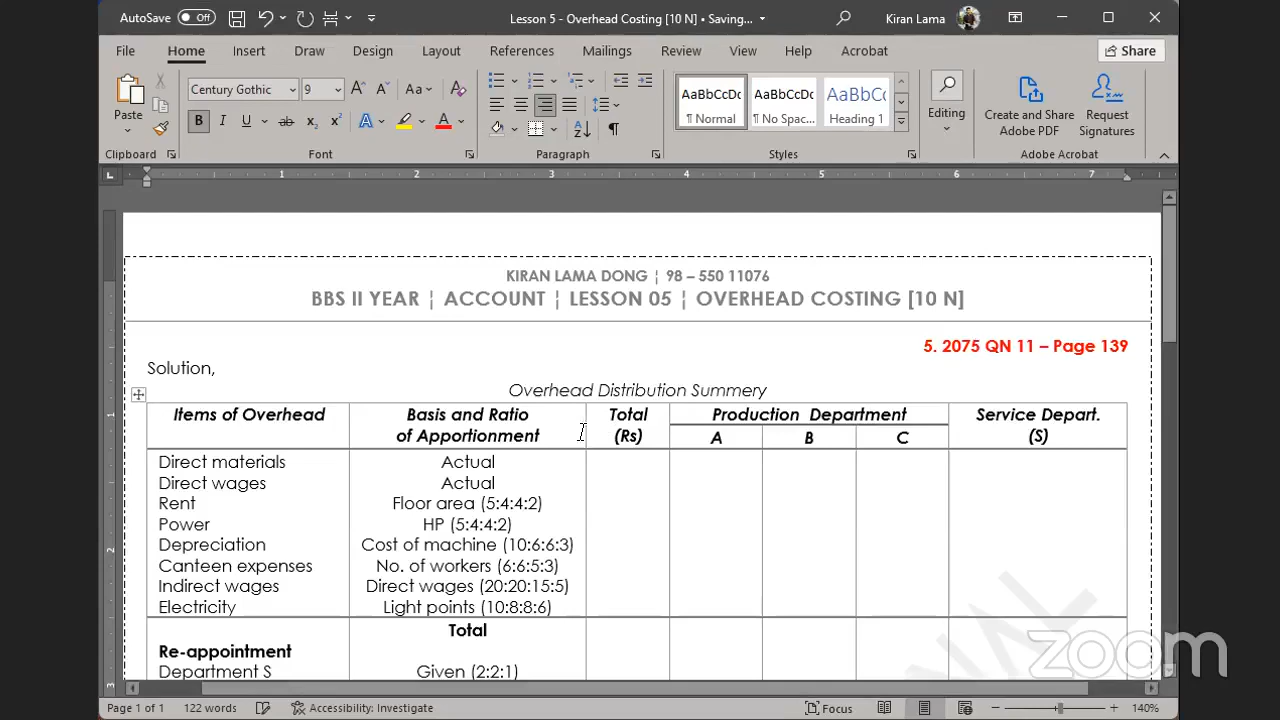 AutoSave Off Lesson 5 - Overhead Costing [10 N] • Saving... Kiran Lama
File Home Insert Draw Design Layout References Mailings Review View Help Acrobat Share
Paste
Clipboard
Century Gothic 9
Font
Paragraph
AaBbCcDc AaBbCcDc AaBbCc
¶ Normal ¶ No Spac... Heading 1
Styles
Editing
Create and Share Adobe PDF
Request Signatures
Adobe Acrobat
1 2 3 4 5 6 7
KIRAN LAMA DONG ¦ 98 – 550 11076
BBS II YEAR ¦ ACCOUNT ¦ LESSON 05 ¦ OVERHEAD COSTING [10 N]
5. 2075 QN 11 – Page 139
Solution,
Overhead Distribution Summery
Items of Overhead Basis and Ratio of Apportionment Total (Rs) Production Department Service Depart. (S)
A B C
Direct materials Actual
Direct wages Actual
Rent Floor area (5:4:4:2)
Power HP (5:4:4:2)
Depreciation Cost of machine (10:6:6:3)
Canteen expenses No. of workers (6:6:5:3)
Indirect wages Direct wages (20:20:15:5)
Electricity Light points (10:8:8:6)
Total
Re-appointment
Department S Given (2:2:1)
zoom
Page 1 of 1 122 words Accessibility: Investigate Focus 140%